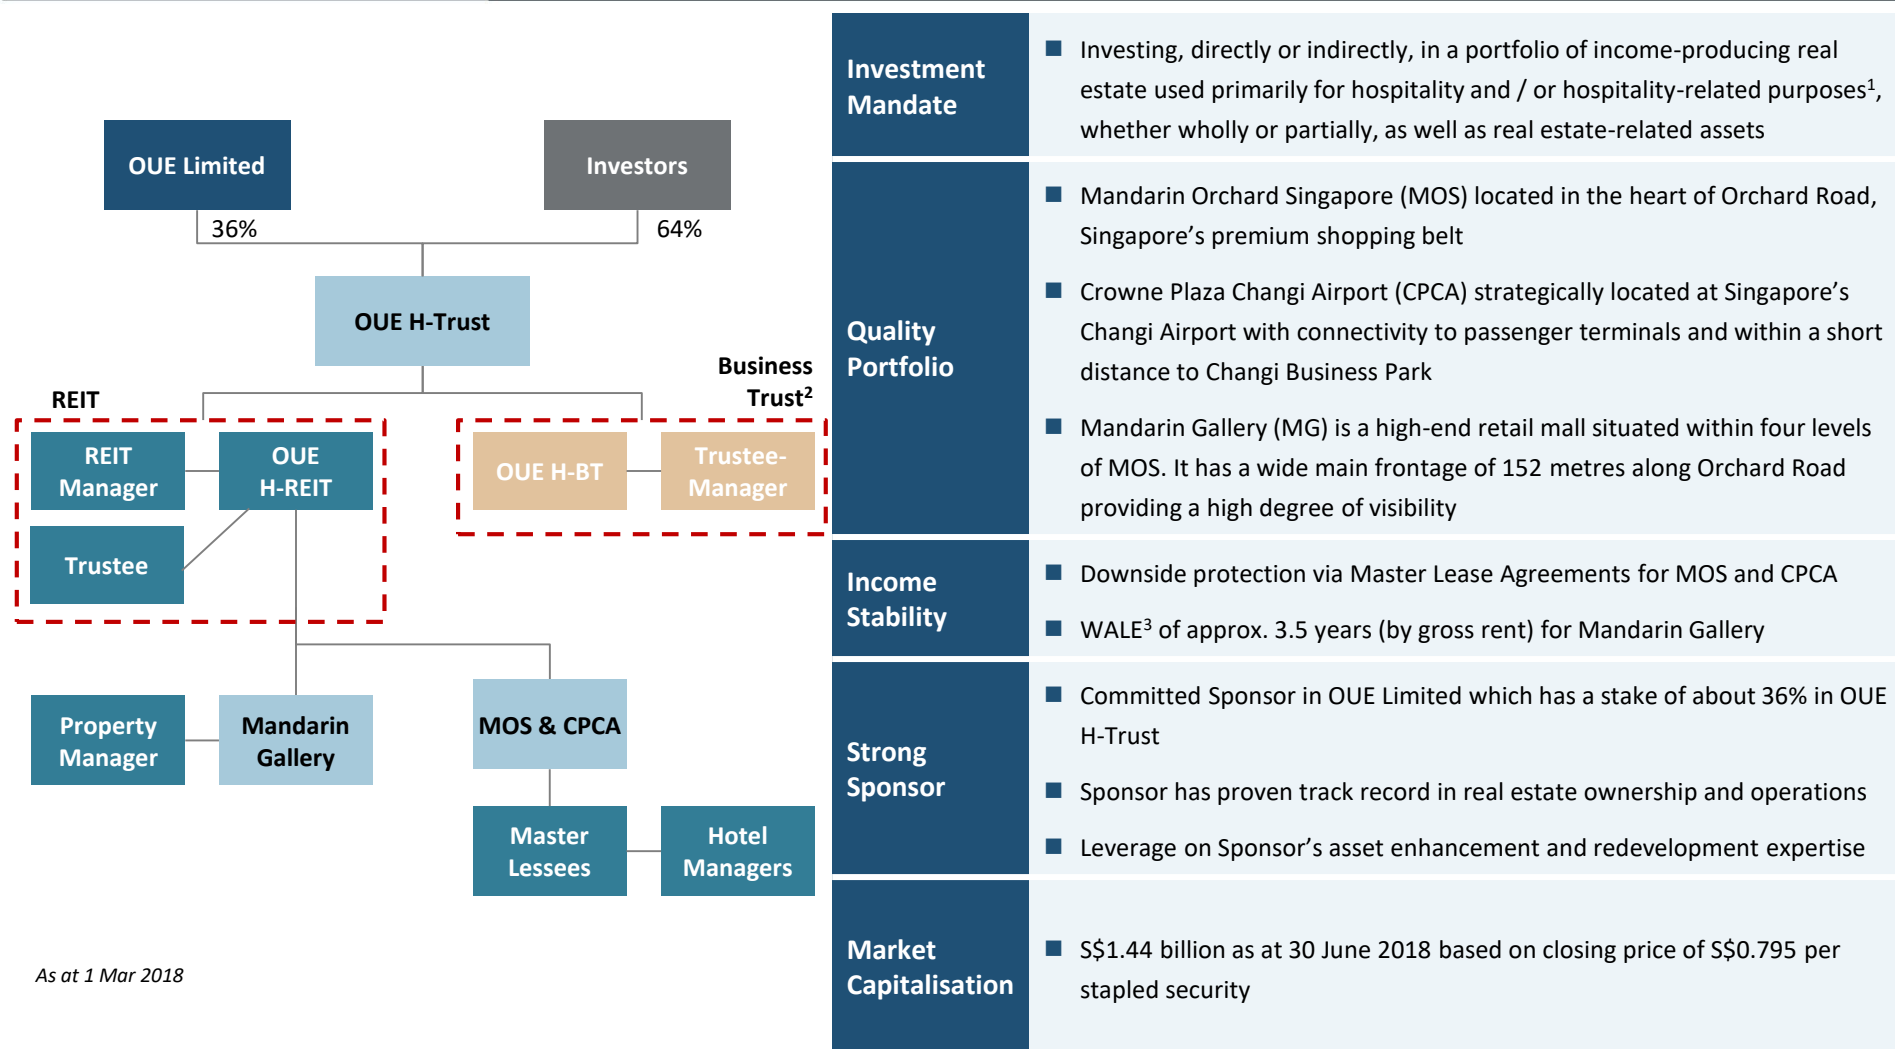 OUE Limited
Investors
36%
64%
OUE H-Trust
REIT
Business
Trust²
REIT
Manager
OUE
H-REIT
OUE H-BT
Trustee-
Manager
Trustee
Property
Manager
Mandarin
Gallery
MOS & CPCA
Master
Lessees
Hotel
Managers
As at 1 Mar 2018
Investment
Mandate
■ Investing, directly or indirectly, in a portfolio of income-producing real
estate used primarily for hospitality and / or hospitality-related purposes¹,
whether wholly or partially, as well as real estate-related assets
Quality
Portfolio
■ Mandarin Orchard Singapore (MOS) located in the heart of Orchard Road,
Singapore’s premium shopping belt
■ Crowne Plaza Changi Airport (CPCA) strategically located at Singapore’s
Changi Airport with connectivity to passenger terminals and within a short
distance to Changi Business Park
■ Mandarin Gallery (MG) is a high-end retail mall situated within four levels
of MOS. It has a wide main frontage of 152 metres along Orchard Road
providing a high degree of visibility
Income
Stability
■ Downside protection via Master Lease Agreements for MOS and CPCA
■ WALE³ of approx. 3.5 years (by gross rent) for Mandarin Gallery
Strong
Sponsor
■ Committed Sponsor in OUE Limited which has a stake of about 36% in OUE
H-Trust
■ Sponsor has proven track record in real estate ownership and operations
■ Leverage on Sponsor’s asset enhancement and redevelopment expertise
Market
Capitalisation
■ S$1.44 billion as at 30 June 2018 based on closing price of S$0.795 per
stapled security